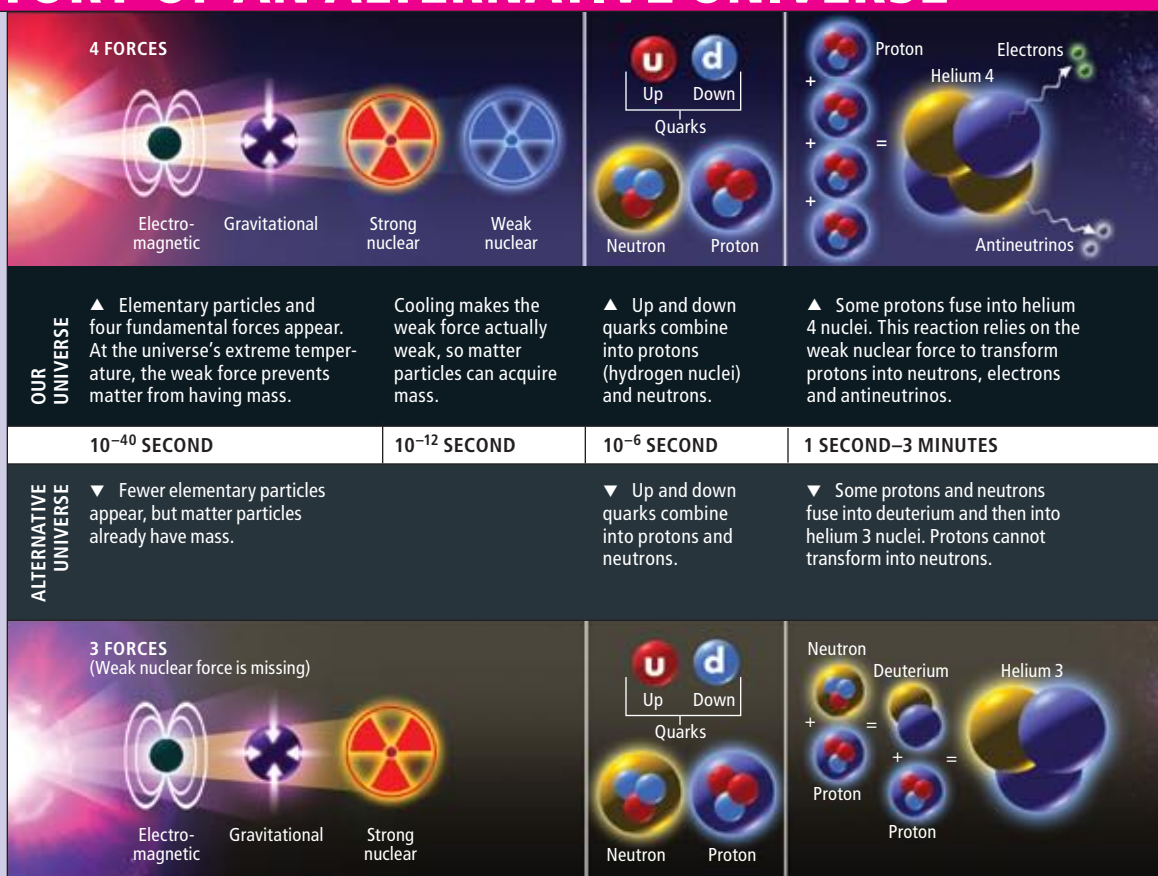 4 FORCES
Electro-
magnetic
Gravitational
Strong
nuclear
Weak
nuclear
u d
Up Down
Quarks
Neutron Proton
Proton
Electrons
Helium 4
+
+
=
+
Antineutrinos
OUR
UNIVERSE
▲ Elementary particles and
four fundamental forces appear.
At the universe's extreme temper-
ature, the weak force prevents
matter from having mass.
Cooling makes the
weak force actually
weak, so matter
particles can acquire
mass.
▲ Up and down
quarks combine
into protons
(hydrogen nuclei)
and neutrons.
▲ Some protons fuse into helium
4 nuclei. This reaction relies on the
weak nuclear force to transform
protons into neutrons, electrons
and antineutrinos.
10⁻⁴⁰ SECOND
10⁻¹² SECOND
10⁻⁶ SECOND
1 SECOND–3 MINUTES
ALTERNATIVE
UNIVERSE
▼ Fewer elementary particles
appear, but matter particles
already have mass.
▼ Up and down
quarks combine
into protons and
neutrons.
▼ Some protons and neutrons
fuse into deuterium and then into
helium 3 nuclei. Protons cannot
transform into neutrons.
3 FORCES
(Weak nuclear force is missing)
Electro-
magnetic
Gravitational
Strong
nuclear
u d
Up Down
Quarks
Neutron Proton
Neutron
Deuterium
Helium 3
+
=
+
=
Proton
Proton